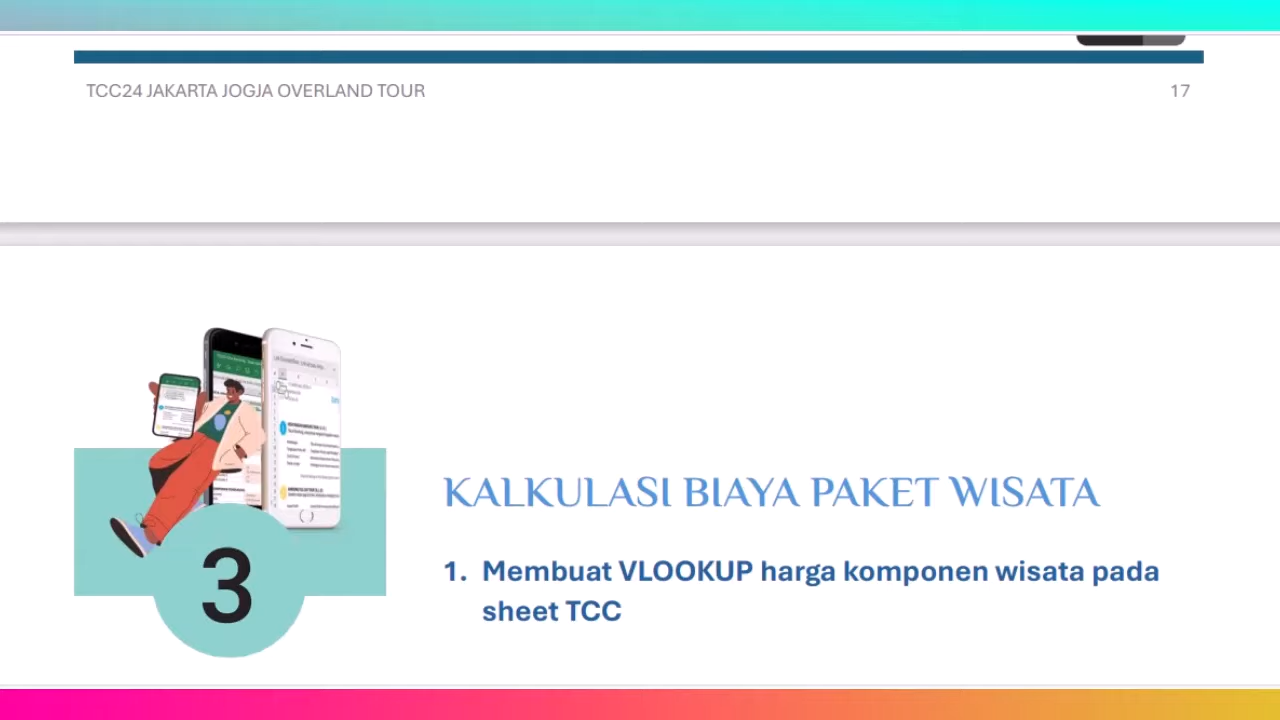 TCC24 JAKARTA JOGJA OVERLAND TOUR 17
3
KALKULASI BIAYA PAKET WISATA
1. Membuat VLOOKUP harga komponen wisata pada
sheet TCC